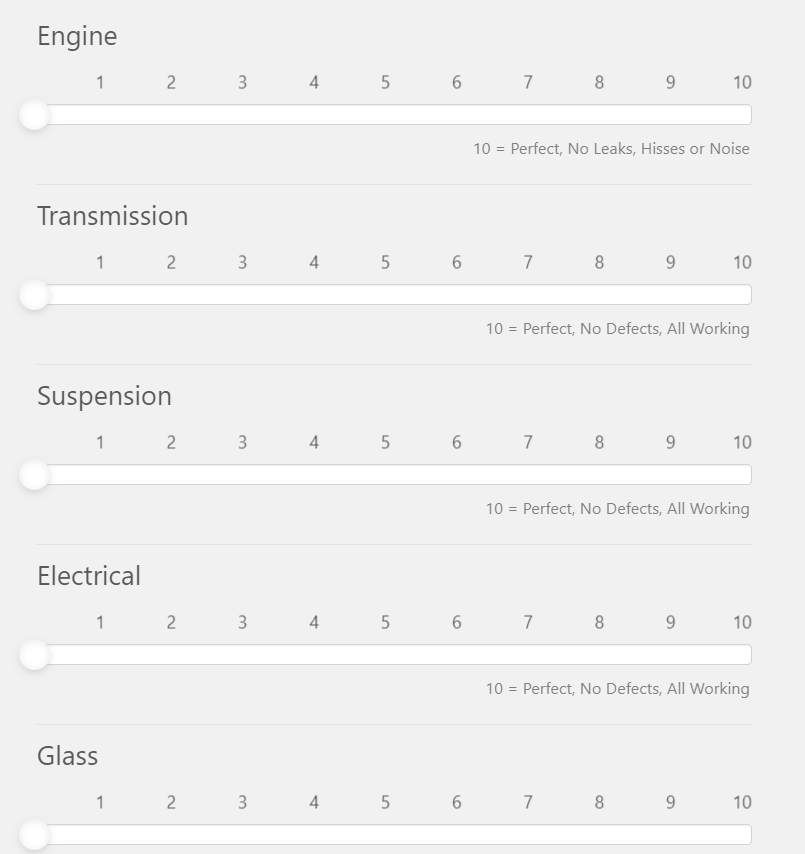 Engine
1 2 3 4 5 6 7 8 9 10
10 = Perfect, No Leaks, Hisses or Noise
Transmission
1 2 3 4 5 6 7 8 9 10
10 = Perfect, No Defects, All Working
Suspension
1 2 3 4 5 6 7 8 9 10
10 = Perfect, No Defects, All Working
Electrical
1 2 3 4 5 6 7 8 9 10
10 = Perfect, No Defects, All Working
Glass
1 2 3 4 5 6 7 8 9 10